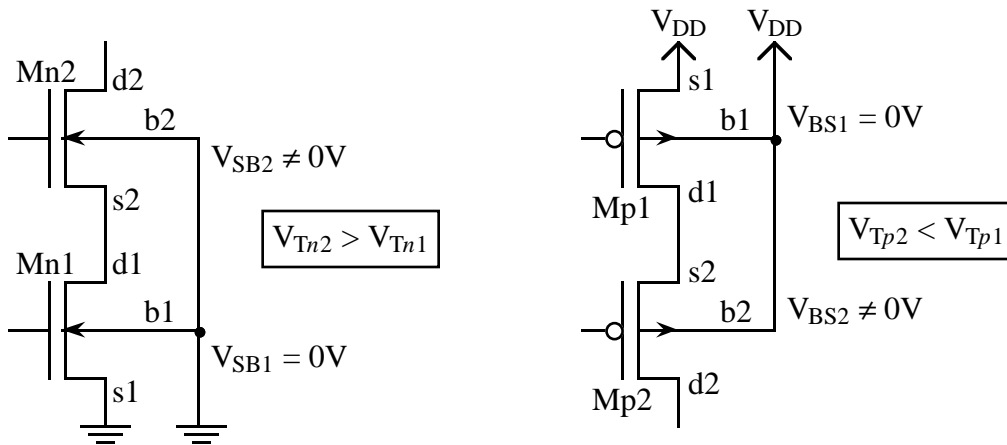 Mn2
d2
b2
V_SB2 ≠ 0V
s2
V_Tn2 > V_Tn1
Mn1
d1
b1
V_SB1 = 0V
s1
V_DD
V_DD
s1
b1
V_BS1 = 0V
d1
Mp1
V_Tp2 < V_Tp1
s2
b2
V_BS2 ≠ 0V
d2
Mp2